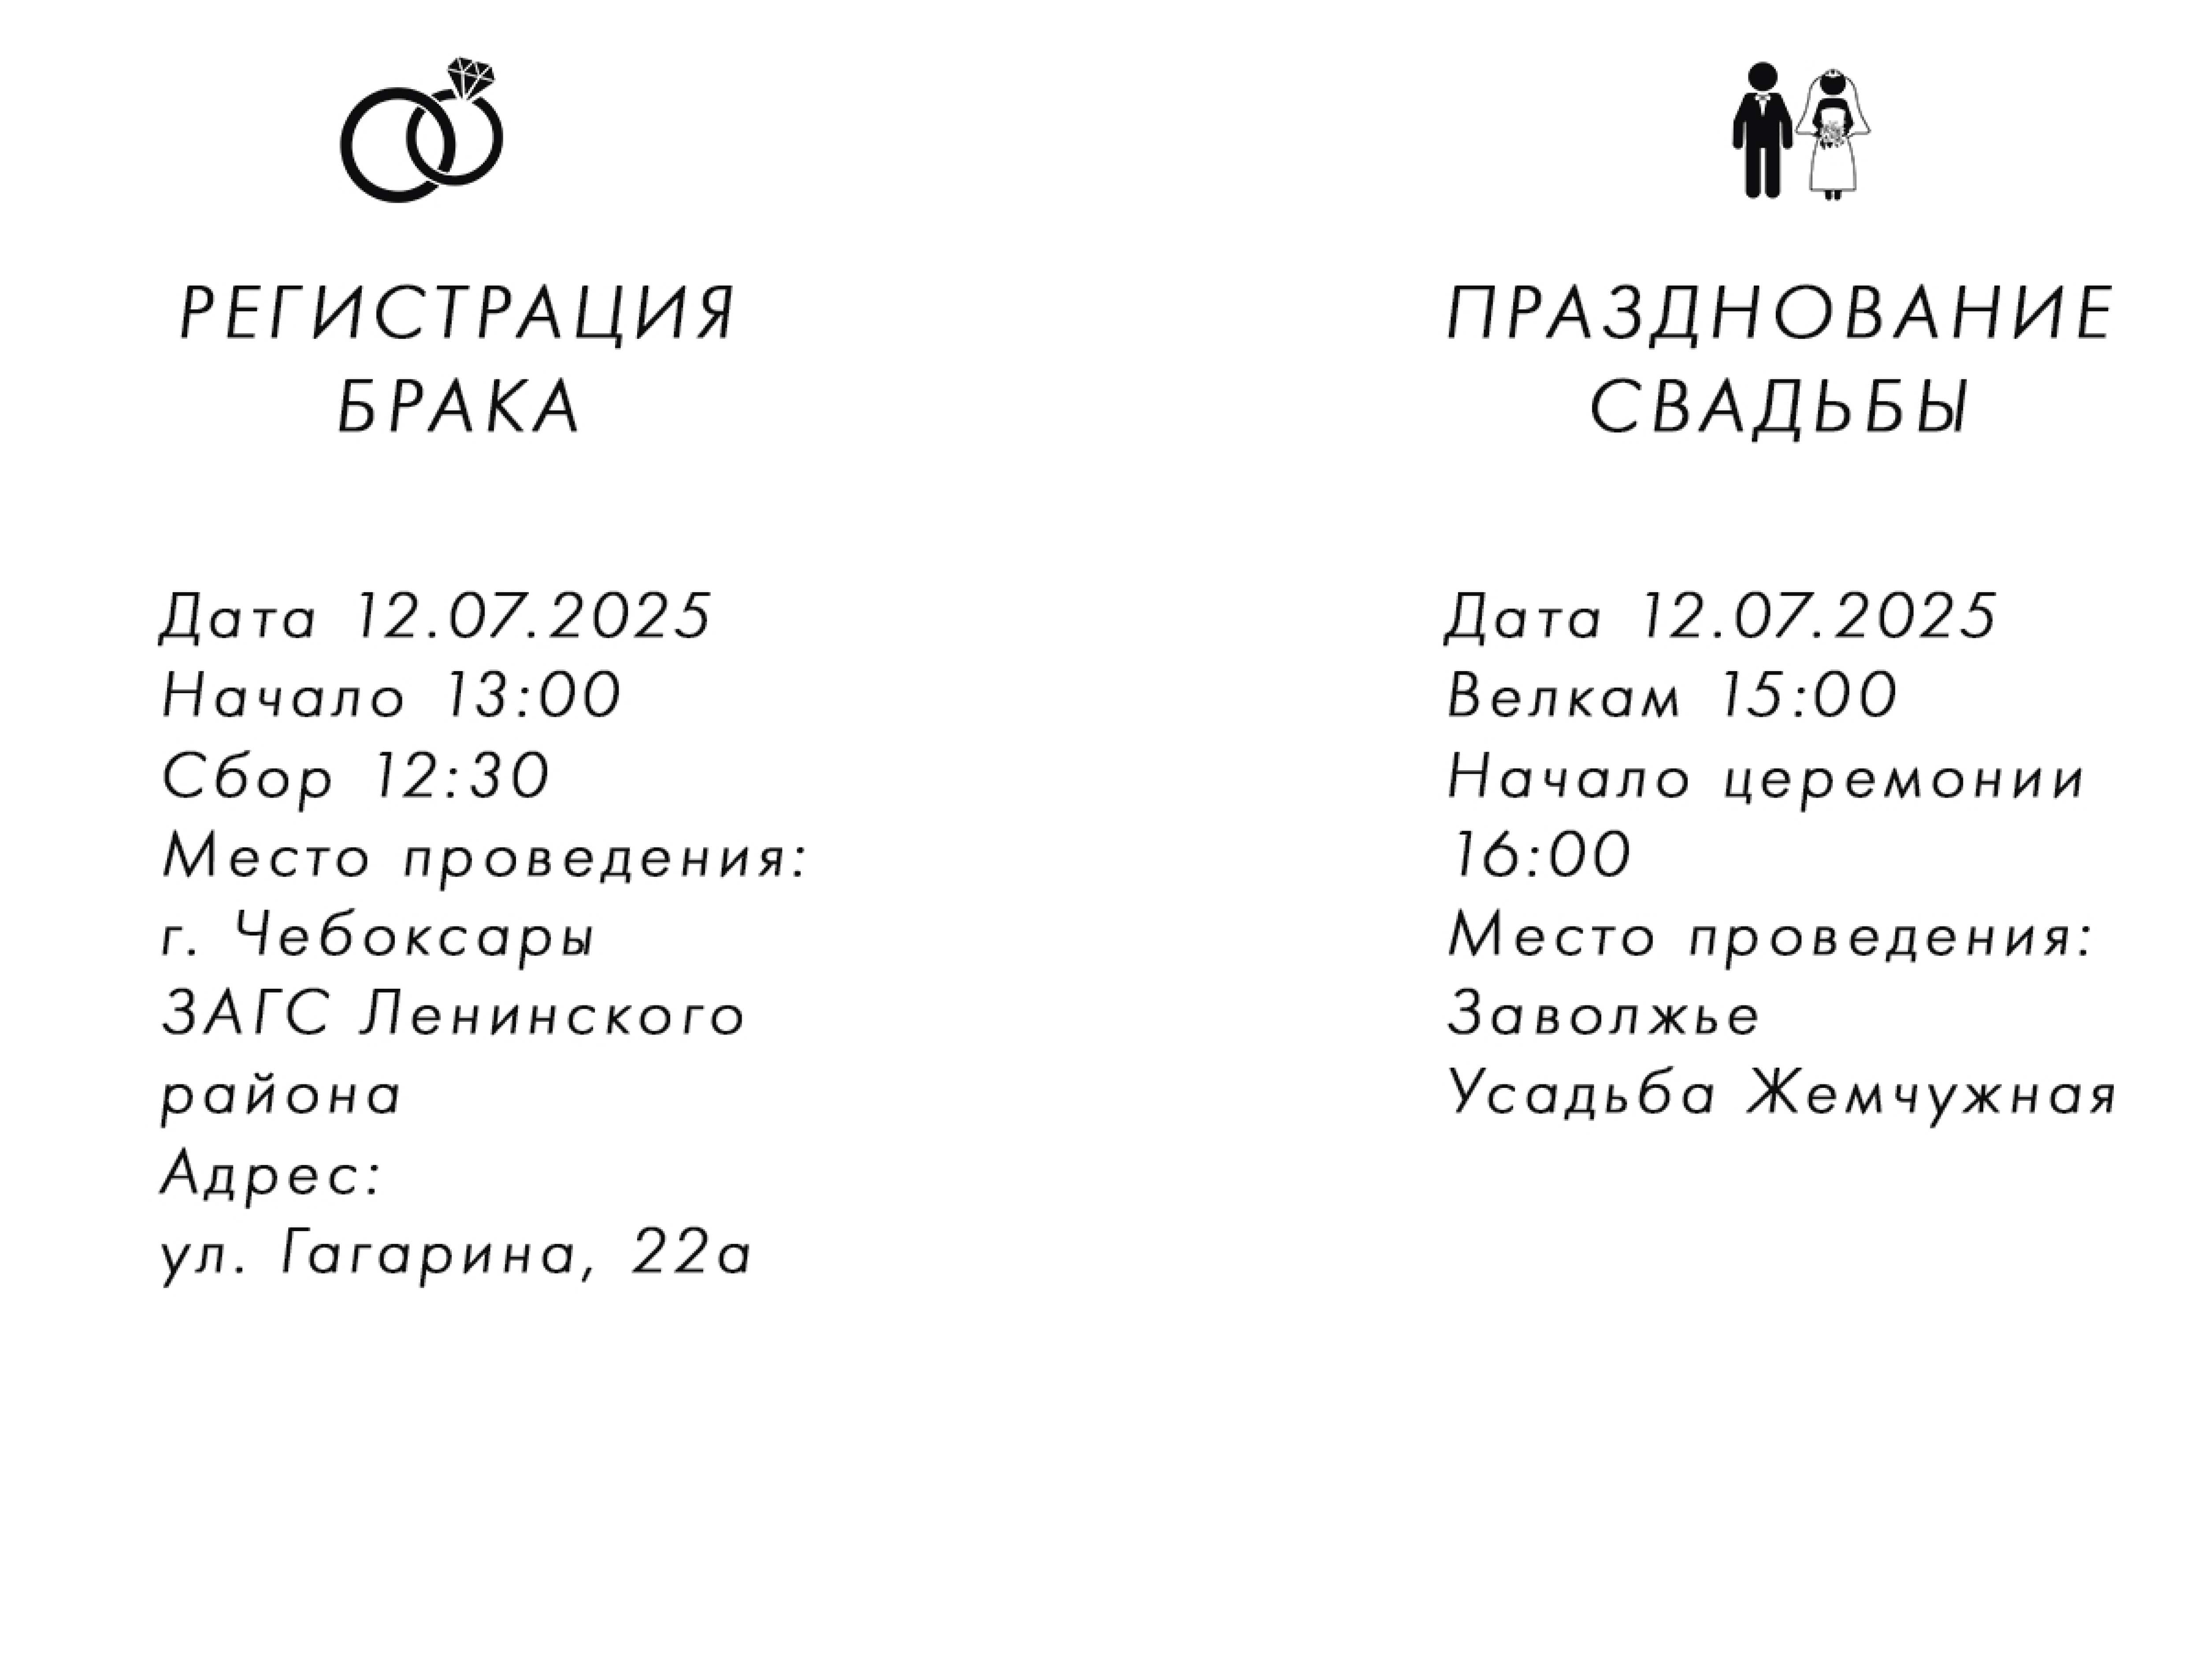 РЕГИСТРАЦИЯ
БРАКА
Дата 12.07.2025
Начало 13:00
Сбор 12:30
Место проведения:
г. Чебоксары
ЗАГС Ленинского
района
Адрес:
ул. Гагарина, 22а
ПРАЗДНОВАНИЕ
СВАДЬБЫ
Дата 12.07.2025
Велкам 15:00
Начало церемонии
16:00
Место проведения:
Заволжье
Усадьба Жемчужная